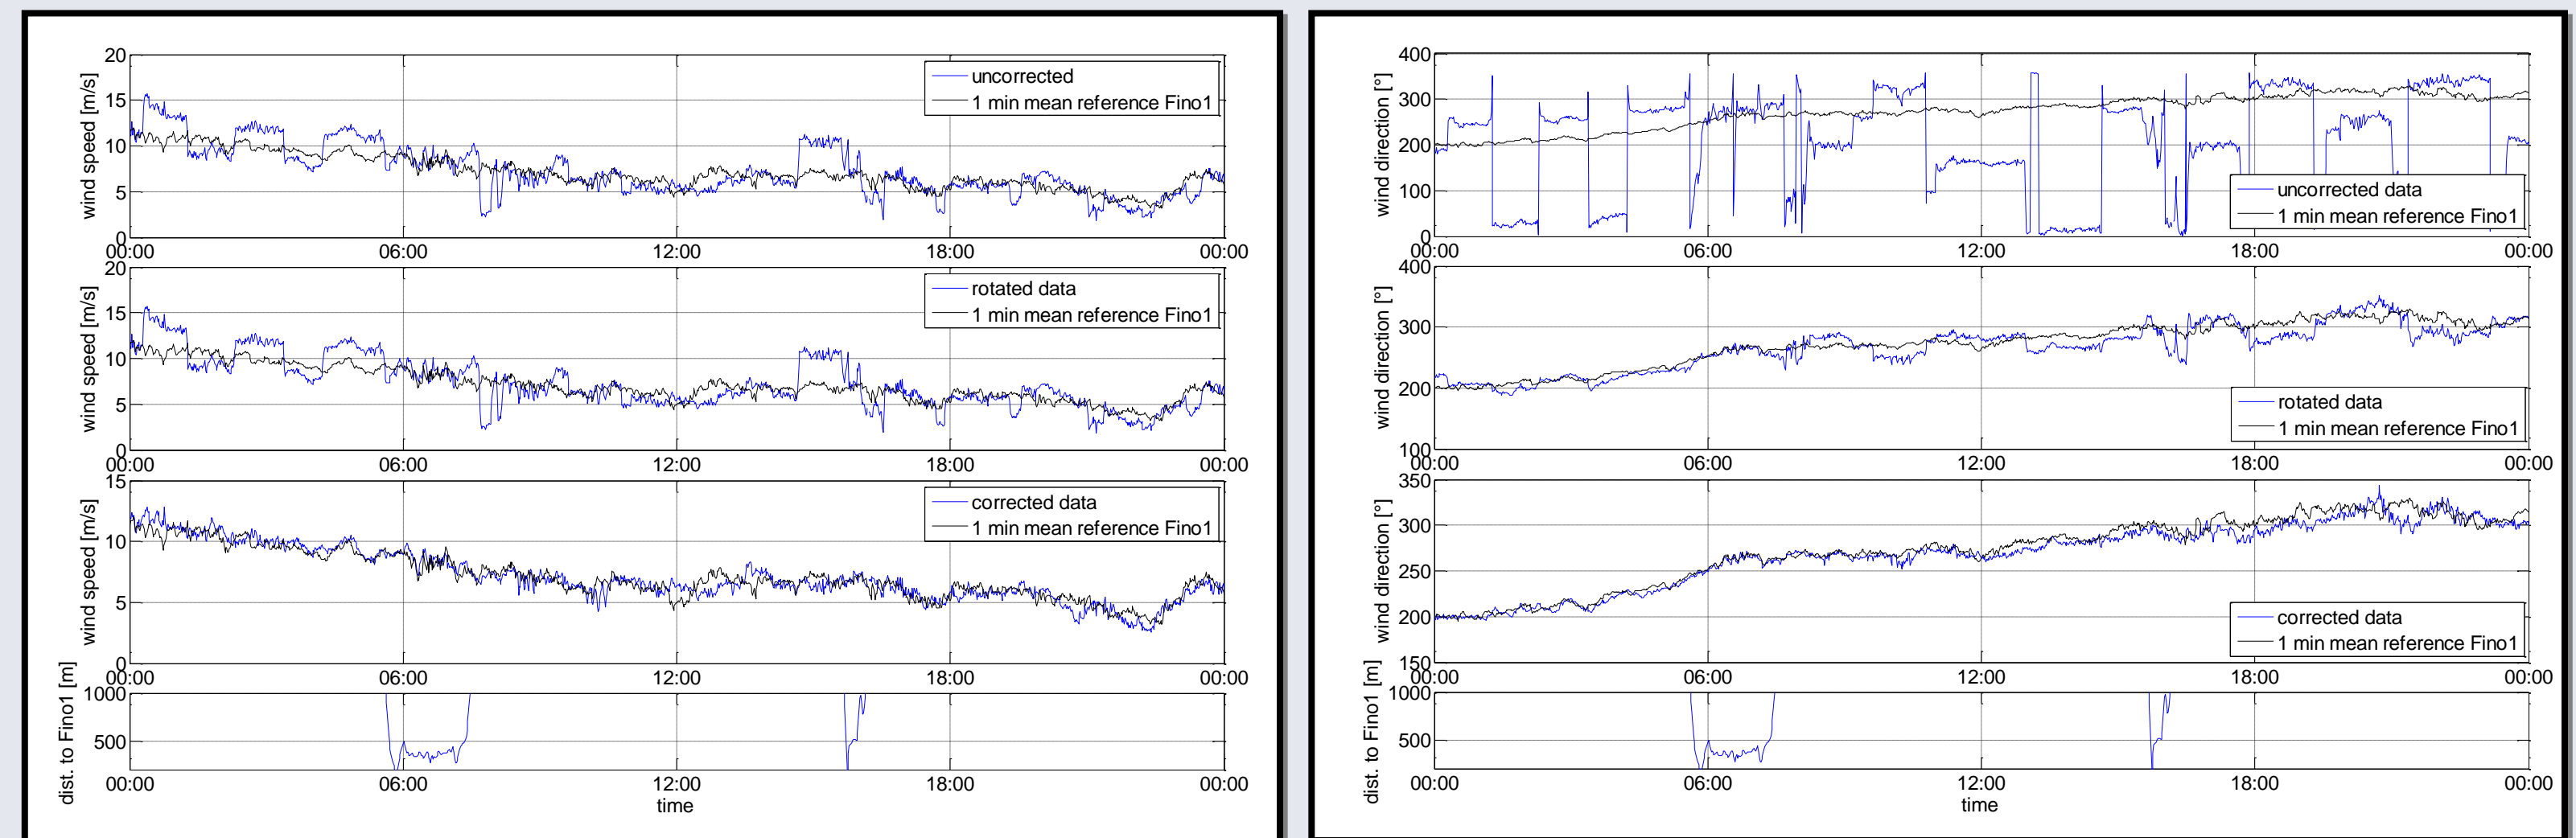 20
15
10
5
0
wind speed [m/s]
uncorrected
1 min mean reference Fino1
00:00 06:00 12:00 18:00 00:00
20
15
10
5
0
wind speed [m/s]
rotated data
1 min mean reference Fino1
00:00 06:00 12:00 18:00 00:00
15
10
5
0
wind speed [m/s]
corrected data
1 min mean reference Fino1
00:00 06:00 12:00 18:00 00:00
1000
500
dist. to Fino1 [m]
00:00 06:00 12:00 18:00 00:00
time
400
300
200
100
0
wind direction [°]
uncorrected data
1 min mean reference Fino1
00:00 06:00 12:00 18:00 00:00
400
300
200
100
wind direction [°]
rotated data
1 min mean reference Fino1
00:00 06:00 12:00 18:00 00:00
350
300
250
200
150
wind direction [°]
corrected data
1 min mean reference Fino1
00:00 06:00 12:00 18:00 00:00
1000
500
dist. to Fino1 [m]
00:00 06:00 12:00 18:00 00:00
time